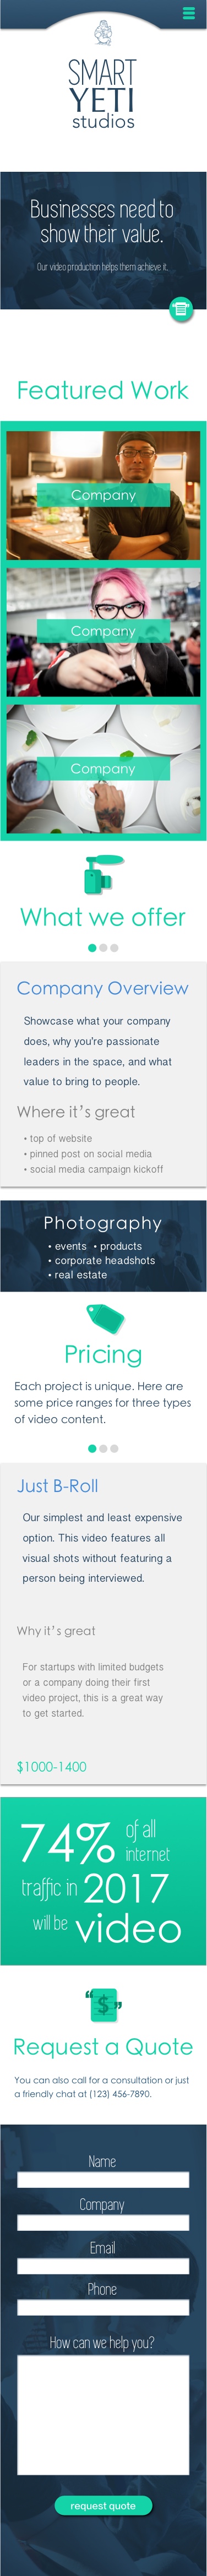 SMART
YETI
studios
Businesses need to
show their value.
Our video production helps them achieve it.
Featured Work
Company
Company
Company
What we offer
Company Overview
Showcase what your company
does, why you're passionate
leaders in the space, and what
value to bring to people.
Where it's great
• top of website
• pinned post on social media
• social media campaign kickoff
Photography
• events • products
• corporate headshots
• real estate
Pricing
Each project is unique. Here are
some price ranges for three types
of video content.
Just B-Roll
Our simplest and least expensive
option. This video features all
visual shots without featuring a
person being interviewed.
Why it's great
For startups with limited budgets
or a company doing their first
video project, this is a great way
to get started.
$1000-1400
74% of all
internet
traffic in 2017
will be video
“ $ ”
Request a Quote
You can also call for a consultation or just
a friendly chat at (123) 456-7890.
Name
Company
Email
Phone
How can we help you?
request quote